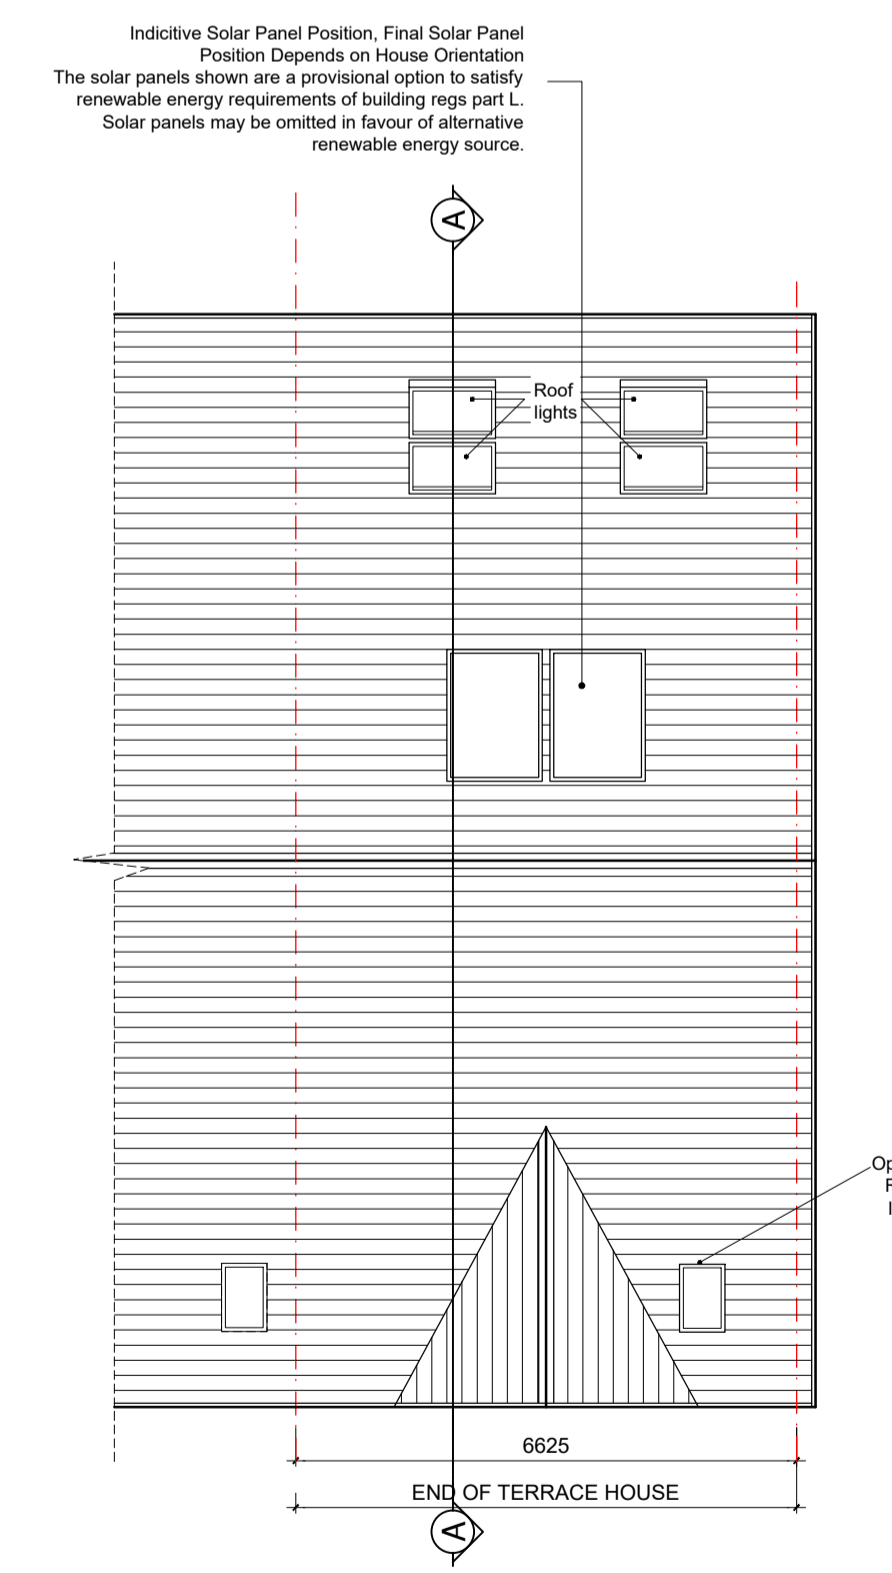 Indicitive Solar Panel Position, Final Solar Panel
Position Depends on House Orientation
The solar panels shown are a provisional option to satisfy
renewable energy requirements of building regs part L.
Solar panels may be omitted in favour of alternative
renewable energy source.
A
Roof
lights
6625
END OF TERRACE HOUSE
A